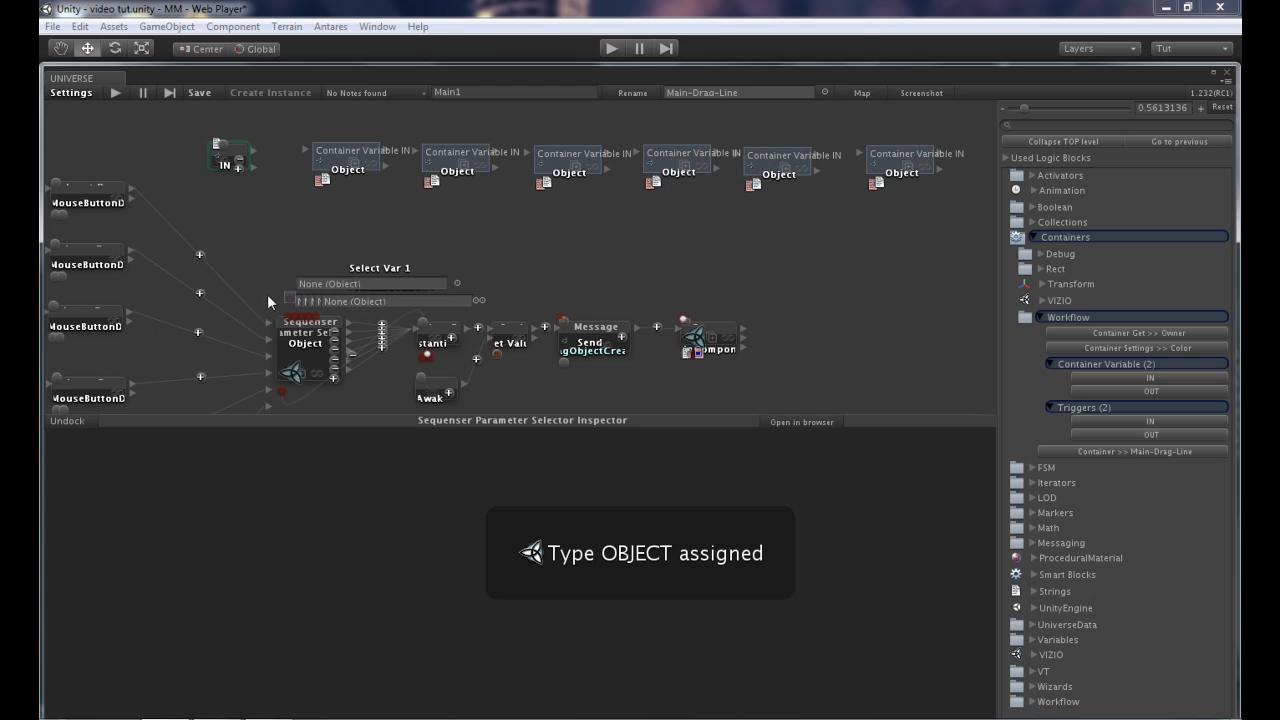 Unity - video tut.unity - MM - Web Player*
File Edit Assets GameObject Component Terrain Antares Window Help
Center Global Layers Tut
UNIVERSE
Settings Save Create Instance No Notes found Main1 Rename Main-Drag-Line Map Screenshot 1.232(RC1)
0.5613136 Reset
Collapse TOP level Go to previous
Used Logic Blocks
Activators
Animation
Boolean
Collections
Containers
Debug
Rect
Transform
VIZIO
Workflow
Container Get >> Owner
Container Settings >> Color
Container Variable (2)
IN
OUT
Triggers (2)
IN
OUT
Container >> Main-Drag-Line
FSM
Iterators
LOD
Markers
Math
Messaging
ProceduralMaterial
Smart Blocks
Strings
UnityEngine
UniverseData
Variables
VIZIO
VT
Wizards
Workflow
IN
Container Variable IN
Object
Container Variable IN
Object
Container Variable IN
Object
Container Variable IN
Object
Container Variable IN
Object
Container Variable IN
Object
MouseButtonD
MouseButtonD
MouseButtonD
MouseButtonD
Select Var 1
None (Object)
None (Object)
Sequenser
meter Se
Object
stanti
Awak
et Valu
Message
Send
gObjectCrea
ompon
Undock Sequenser Parameter Selector Inspector Open in browser
Type OBJECT assigned